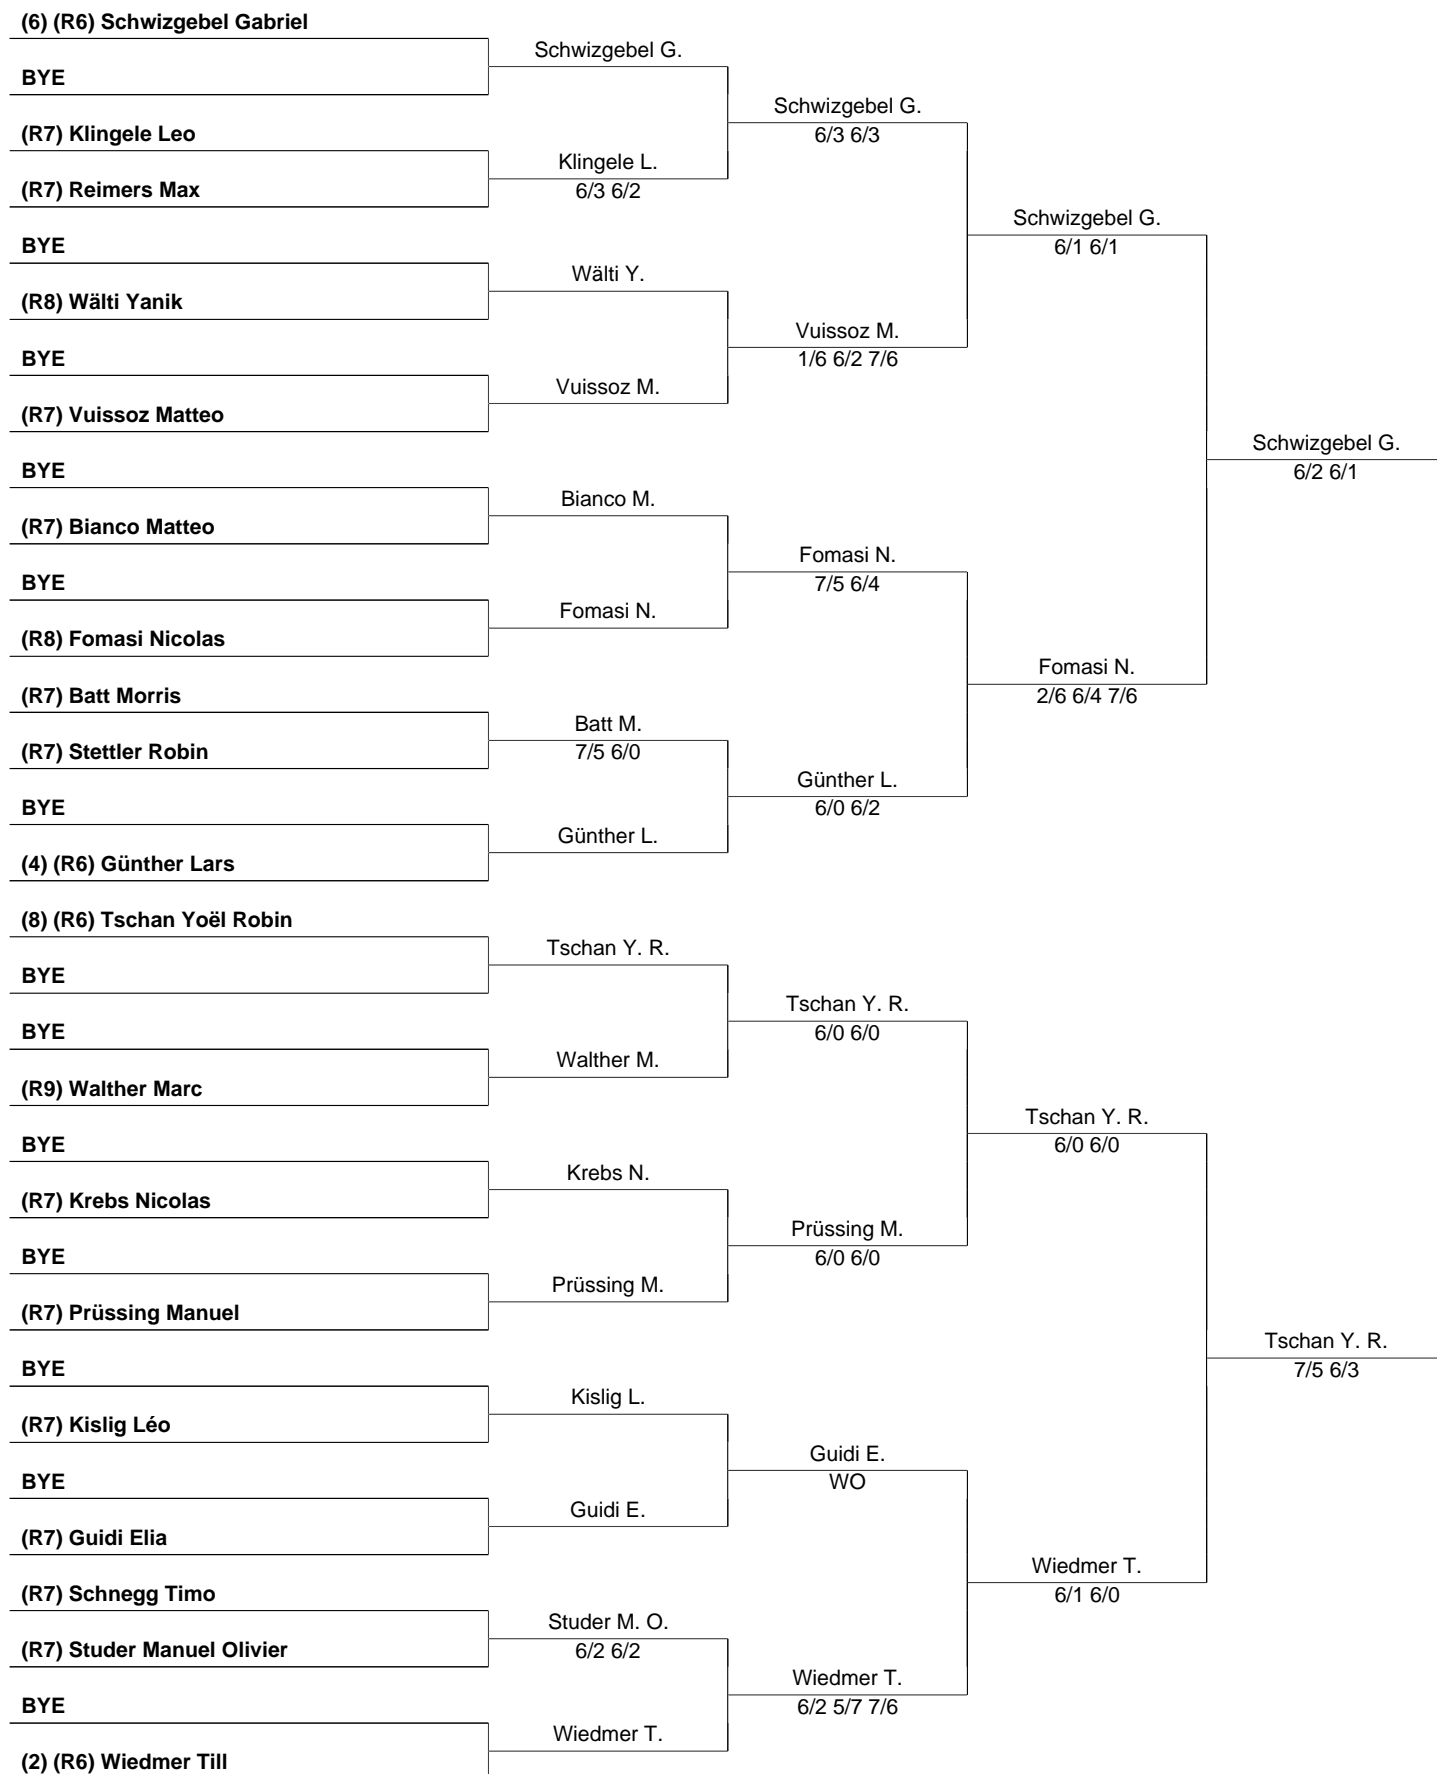 (6) (R6) Schwizgebel Gabriel
BYE
(R7) Klingele Leo
(R7) Reimers Max
BYE
(R8) Wälti Yanik
BYE
(R7) Vuissoz Matteo
BYE
(R7) Bianco Matteo
BYE
(R8) Fomasi Nicolas
(R7) Batt Morris
(R7) Stettler Robin
BYE
(4) (R6) Günther Lars
(8) (R6) Tschan Yoël Robin
BYE
BYE
(R9) Walther Marc
BYE
(R7) Krebs Nicolas
BYE
(R7) Prüssing Manuel
BYE
(R7) Kislig Léo
BYE
(R7) Guidi Elia
(R7) Schnegg Timo
(R7) Studer Manuel Olivier
BYE
(2) (R6) Wiedmer Till
Schwizgebel G.
Klingele L.
6/3 6/2
Wälti Y.
Vuissoz M.
Bianco M.
Fomasi N.
Batt M.
7/5 6/0
Günther L.
Tschan Y. R.
Walther M.
Krebs N.
Prüssing M.
Kislig L.
Guidi E.
Studer M. O.
6/2 6/2
Wiedmer T.
Schwizgebel G.
6/3 6/3
Vuissoz M.
1/6 6/2 7/6
Fomasi N.
7/5 6/4
Günther L.
6/0 6/2
Tschan Y. R.
6/0 6/0
Prüssing M.
6/0 6/0
Guidi E.
WO
Wiedmer T.
6/2 5/7 7/6
Schwizgebel G.
6/1 6/1
Fomasi N.
2/6 6/4 7/6
Tschan Y. R.
6/0 6/0
Wiedmer T.
6/1 6/0
Schwizgebel G.
6/2 6/1
Tschan Y. R.
7/5 6/3